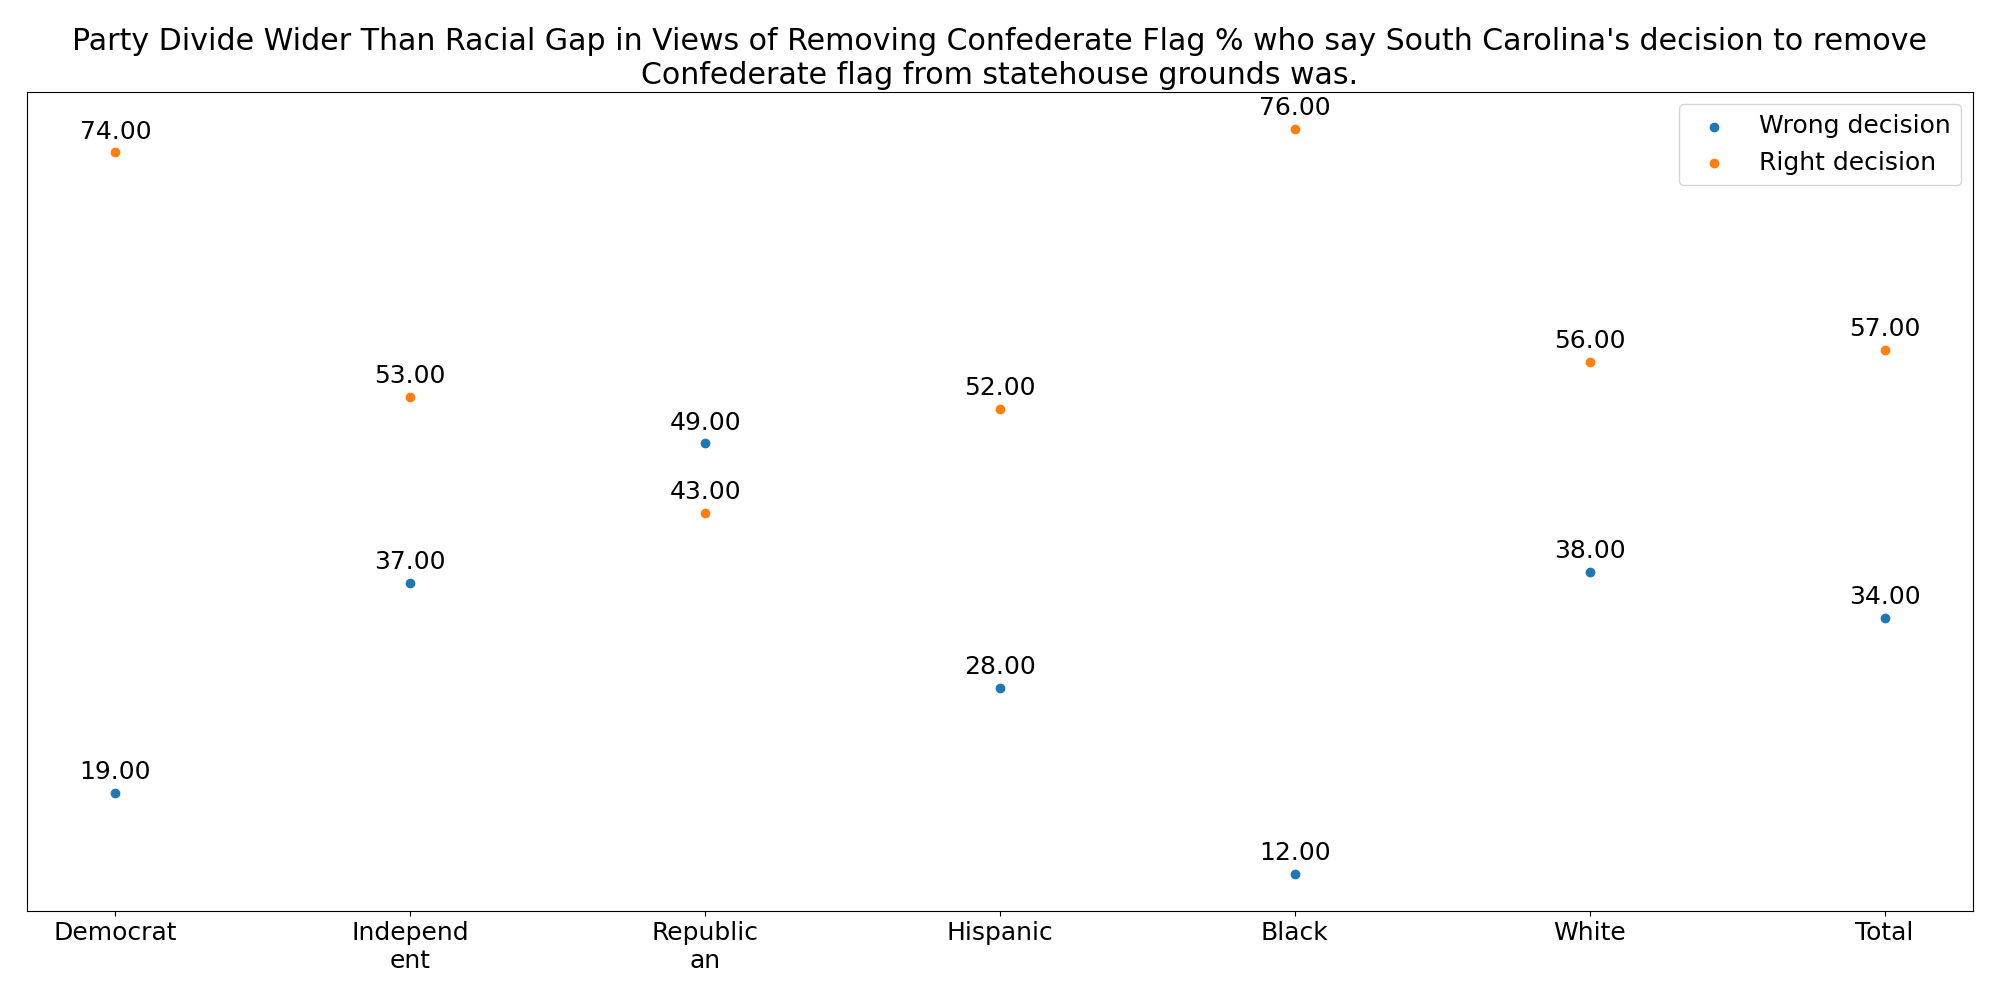 Party Divide Wider Than Racial Gap in Views of Removing Confederate Flag % who say South Carolina's decision to remove
Confederate flag from statehouse grounds was.
Wrong decision
Right decision
74.00
76.00
53.00
49.00
52.00
56.00
57.00
43.00
37.00
38.00
34.00
28.00
19.00
12.00
Democrat
Independ
ent
Republic
an
Hispanic
Black
White
Total